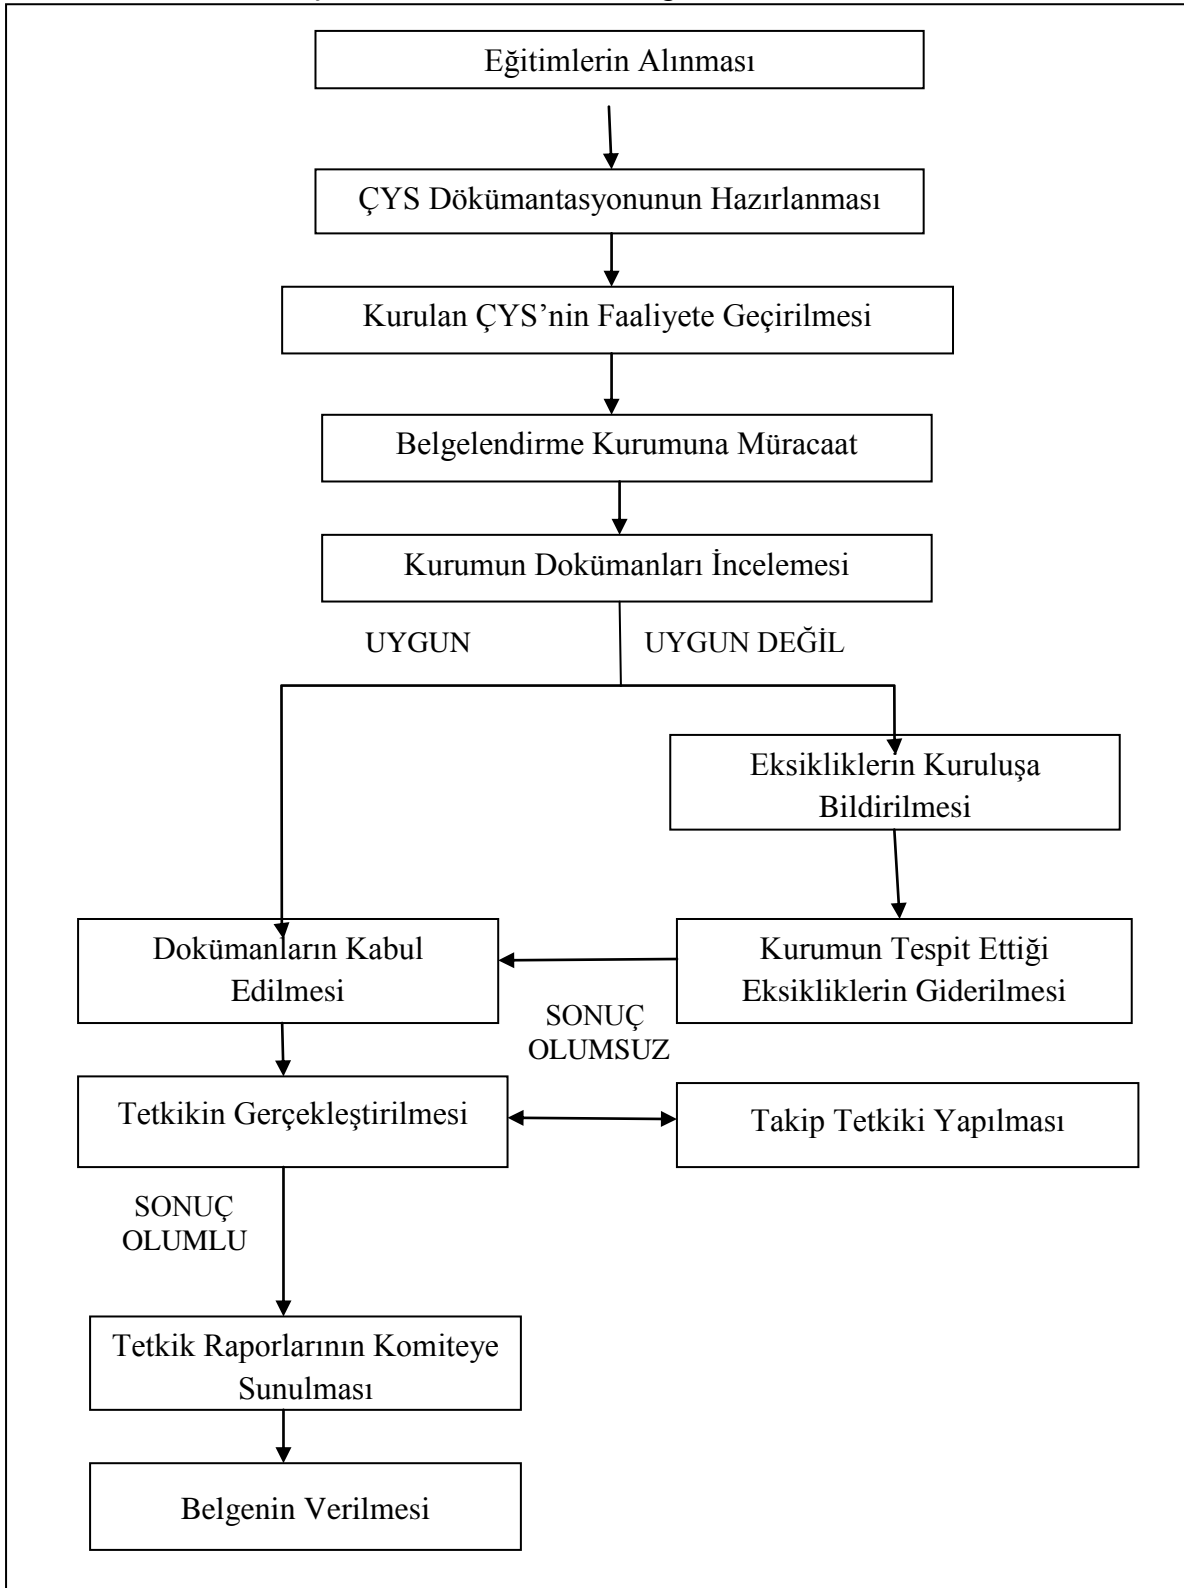 Eğitimlerin Alınması
ÇYS Dökümantasyonunun Hazırlanması
Kurulan ÇYS’nin Faaliyete Geçirilmesi
Belgelendirme Kurumuna Müracaat
Kurumun Dokümanları İncelemesi
UYGUN
UYGUN DEĞİL
Eksikliklerin Kuruluşa
Bildirilmesi
Dokümanların Kabul
Edilmesi
Kurumun Tespit Ettiği
Eksikliklerin Giderilmesi
SONUÇ
OLUMSUZ
Tetkikin Gerçekleştirilmesi
Takip Tetkiki Yapılması
SONUÇ
OLUMLU
Tetkik Raporlarının Komiteye
Sunulması
Belgenin Verilmesi